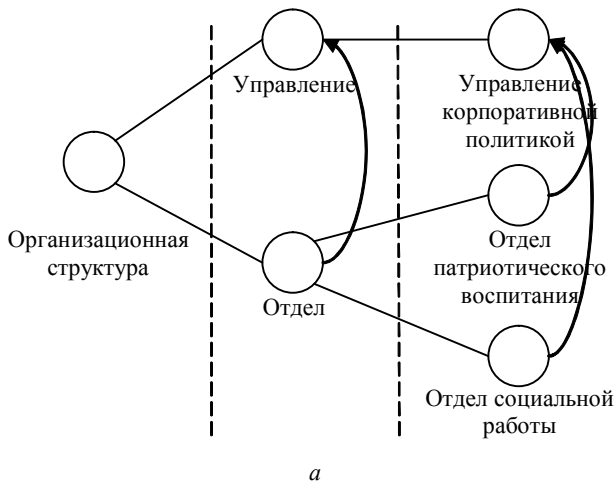 Управление
Управление
корпоративной
политикой
Организационная
структура
Отдел
Отдел
патриотического
воспитания
Отдел социальной
работы
а